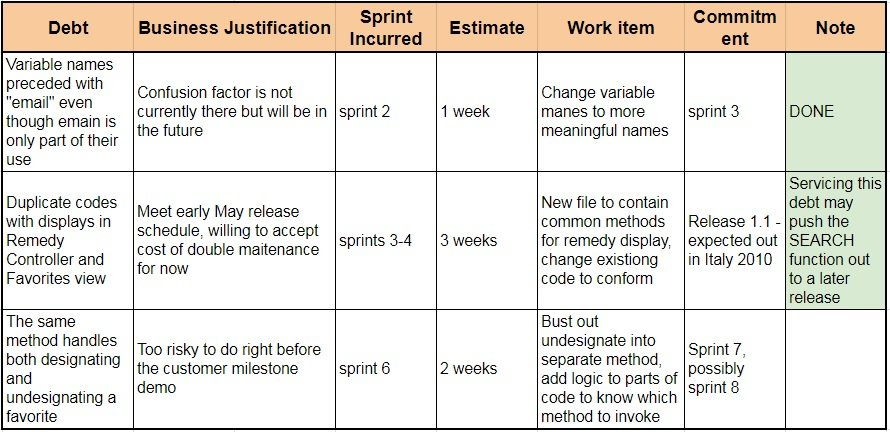 Debt
Business Justification
Sprint
Incurred
Estimate
Work item
Commitm
ent
Note
Variable names
preceded with
"email" even
though emain is
only part of their
use
Confusion factor is not
currently there but will be in
the future
sprint 2
1 week
Change variable
manes to more
meaningful names
sprint 3
DONE
Duplicate codes
with displays in
Remedy
Controller and
Favorites view
Meet early May release
schedule, willing to accept
cost of double maitenance
for now
sprints 3-4
3 weeks
New file to contain
common methods
for remedy display,
change existiong
code to conform
Release 1.1 -
expected out
in Italy 2010
Servicing this
debt may
push the
SEARCH
function out
to a later
release
The same
method handles
both designating
and
undesignating a
favorite
Too risky to do right before
the customer milestone
demo
sprint 6
2 weeks
Bust out
undesignate into
separate method,
add logic to parts of
code to know which
method to invoke
Sprint 7,
possibly
sprint 8